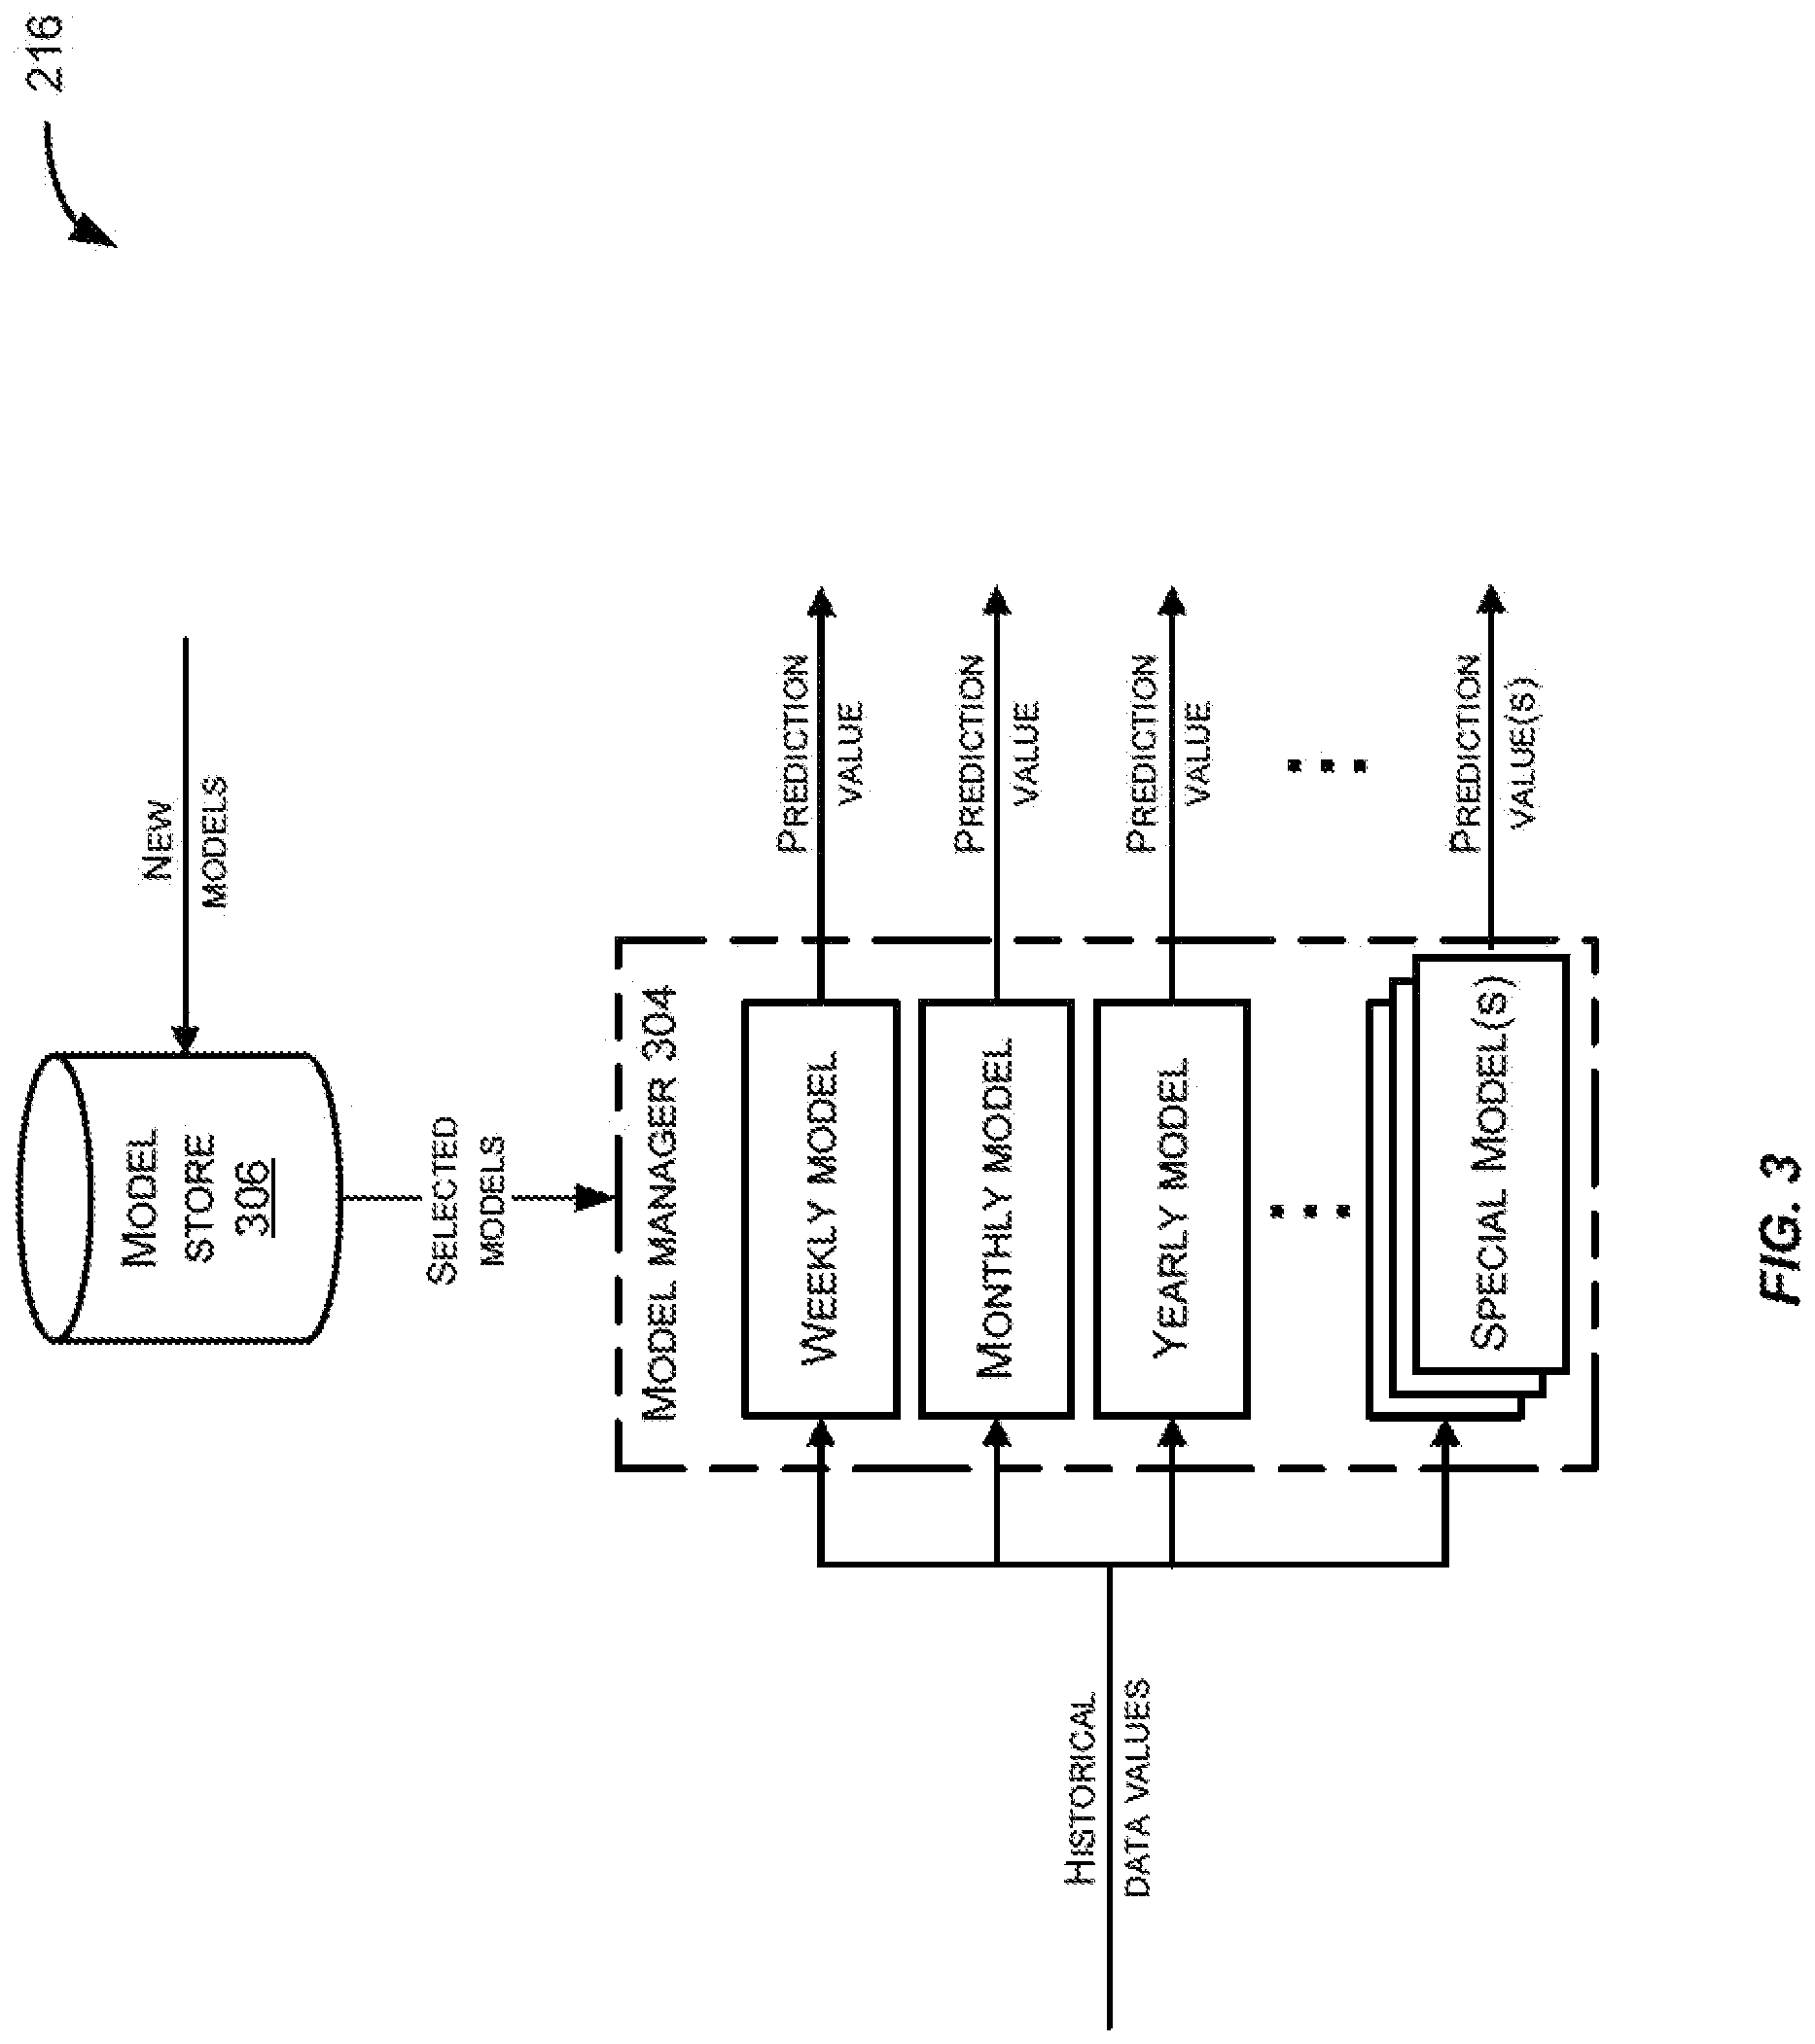 216
NEW
MODELS
MODEL
STORE
306
SELECTED
MODELS
MODEL MANAGER 304
WEEKLY MODEL
PREDICTION
VALUE
MONTHLY MODEL
PREDICTION
VALUE
YEARLY MODEL
PREDICTION
VALUE
SPECIAL MODEL(S)
PREDICTION
VALUE(S)
HISTORICAL
DATA VALUES
FIG. 3